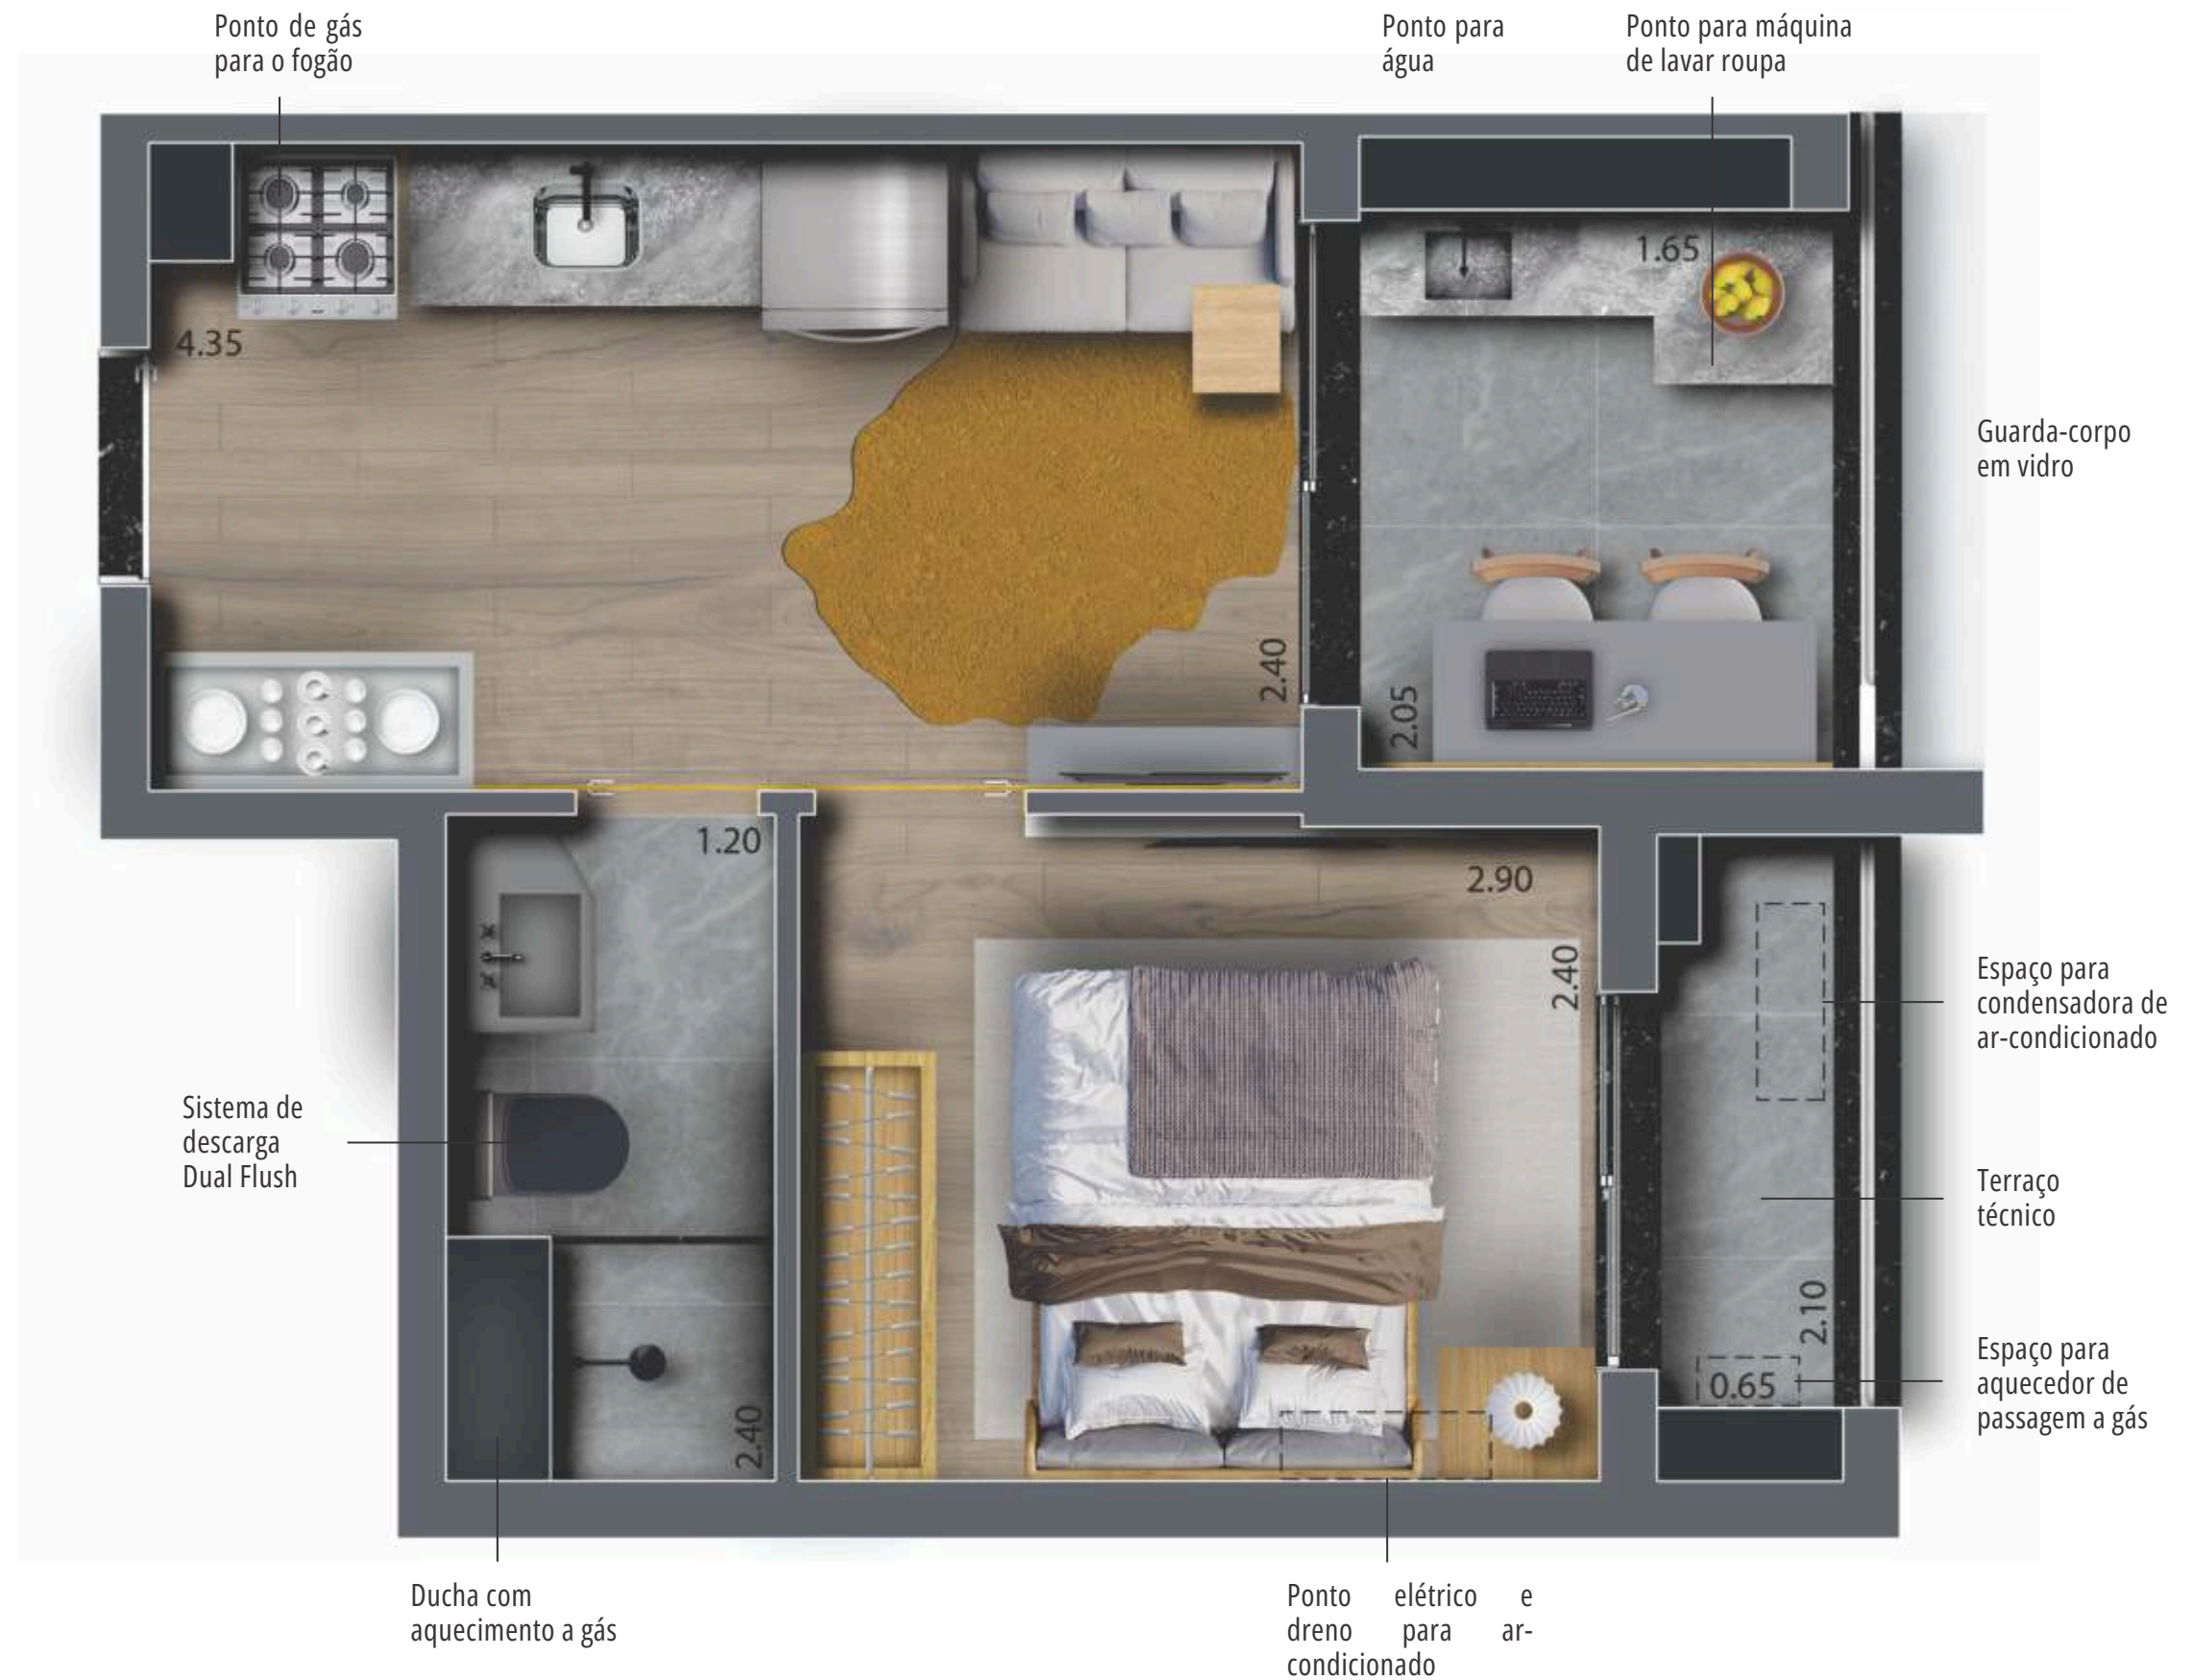 Ponto de gás
para o fogão
Ponto para
água
Ponto para máquina
de lavar roupa
1.65
4.35
Guarda-corpo
em vidro
2.40
2.05
1.20
2.90
2.40
Espaço para
condensadora de
ar-condicionado
Sistema de
descarga
Dual Flush
Terraço
técnico
2.10
Espaço para
aquecedor de
passagem a gás
0.65
2.40
Ducha com
aquecimento a gás
Ponto elétrico e
dreno para ar-
condicionado